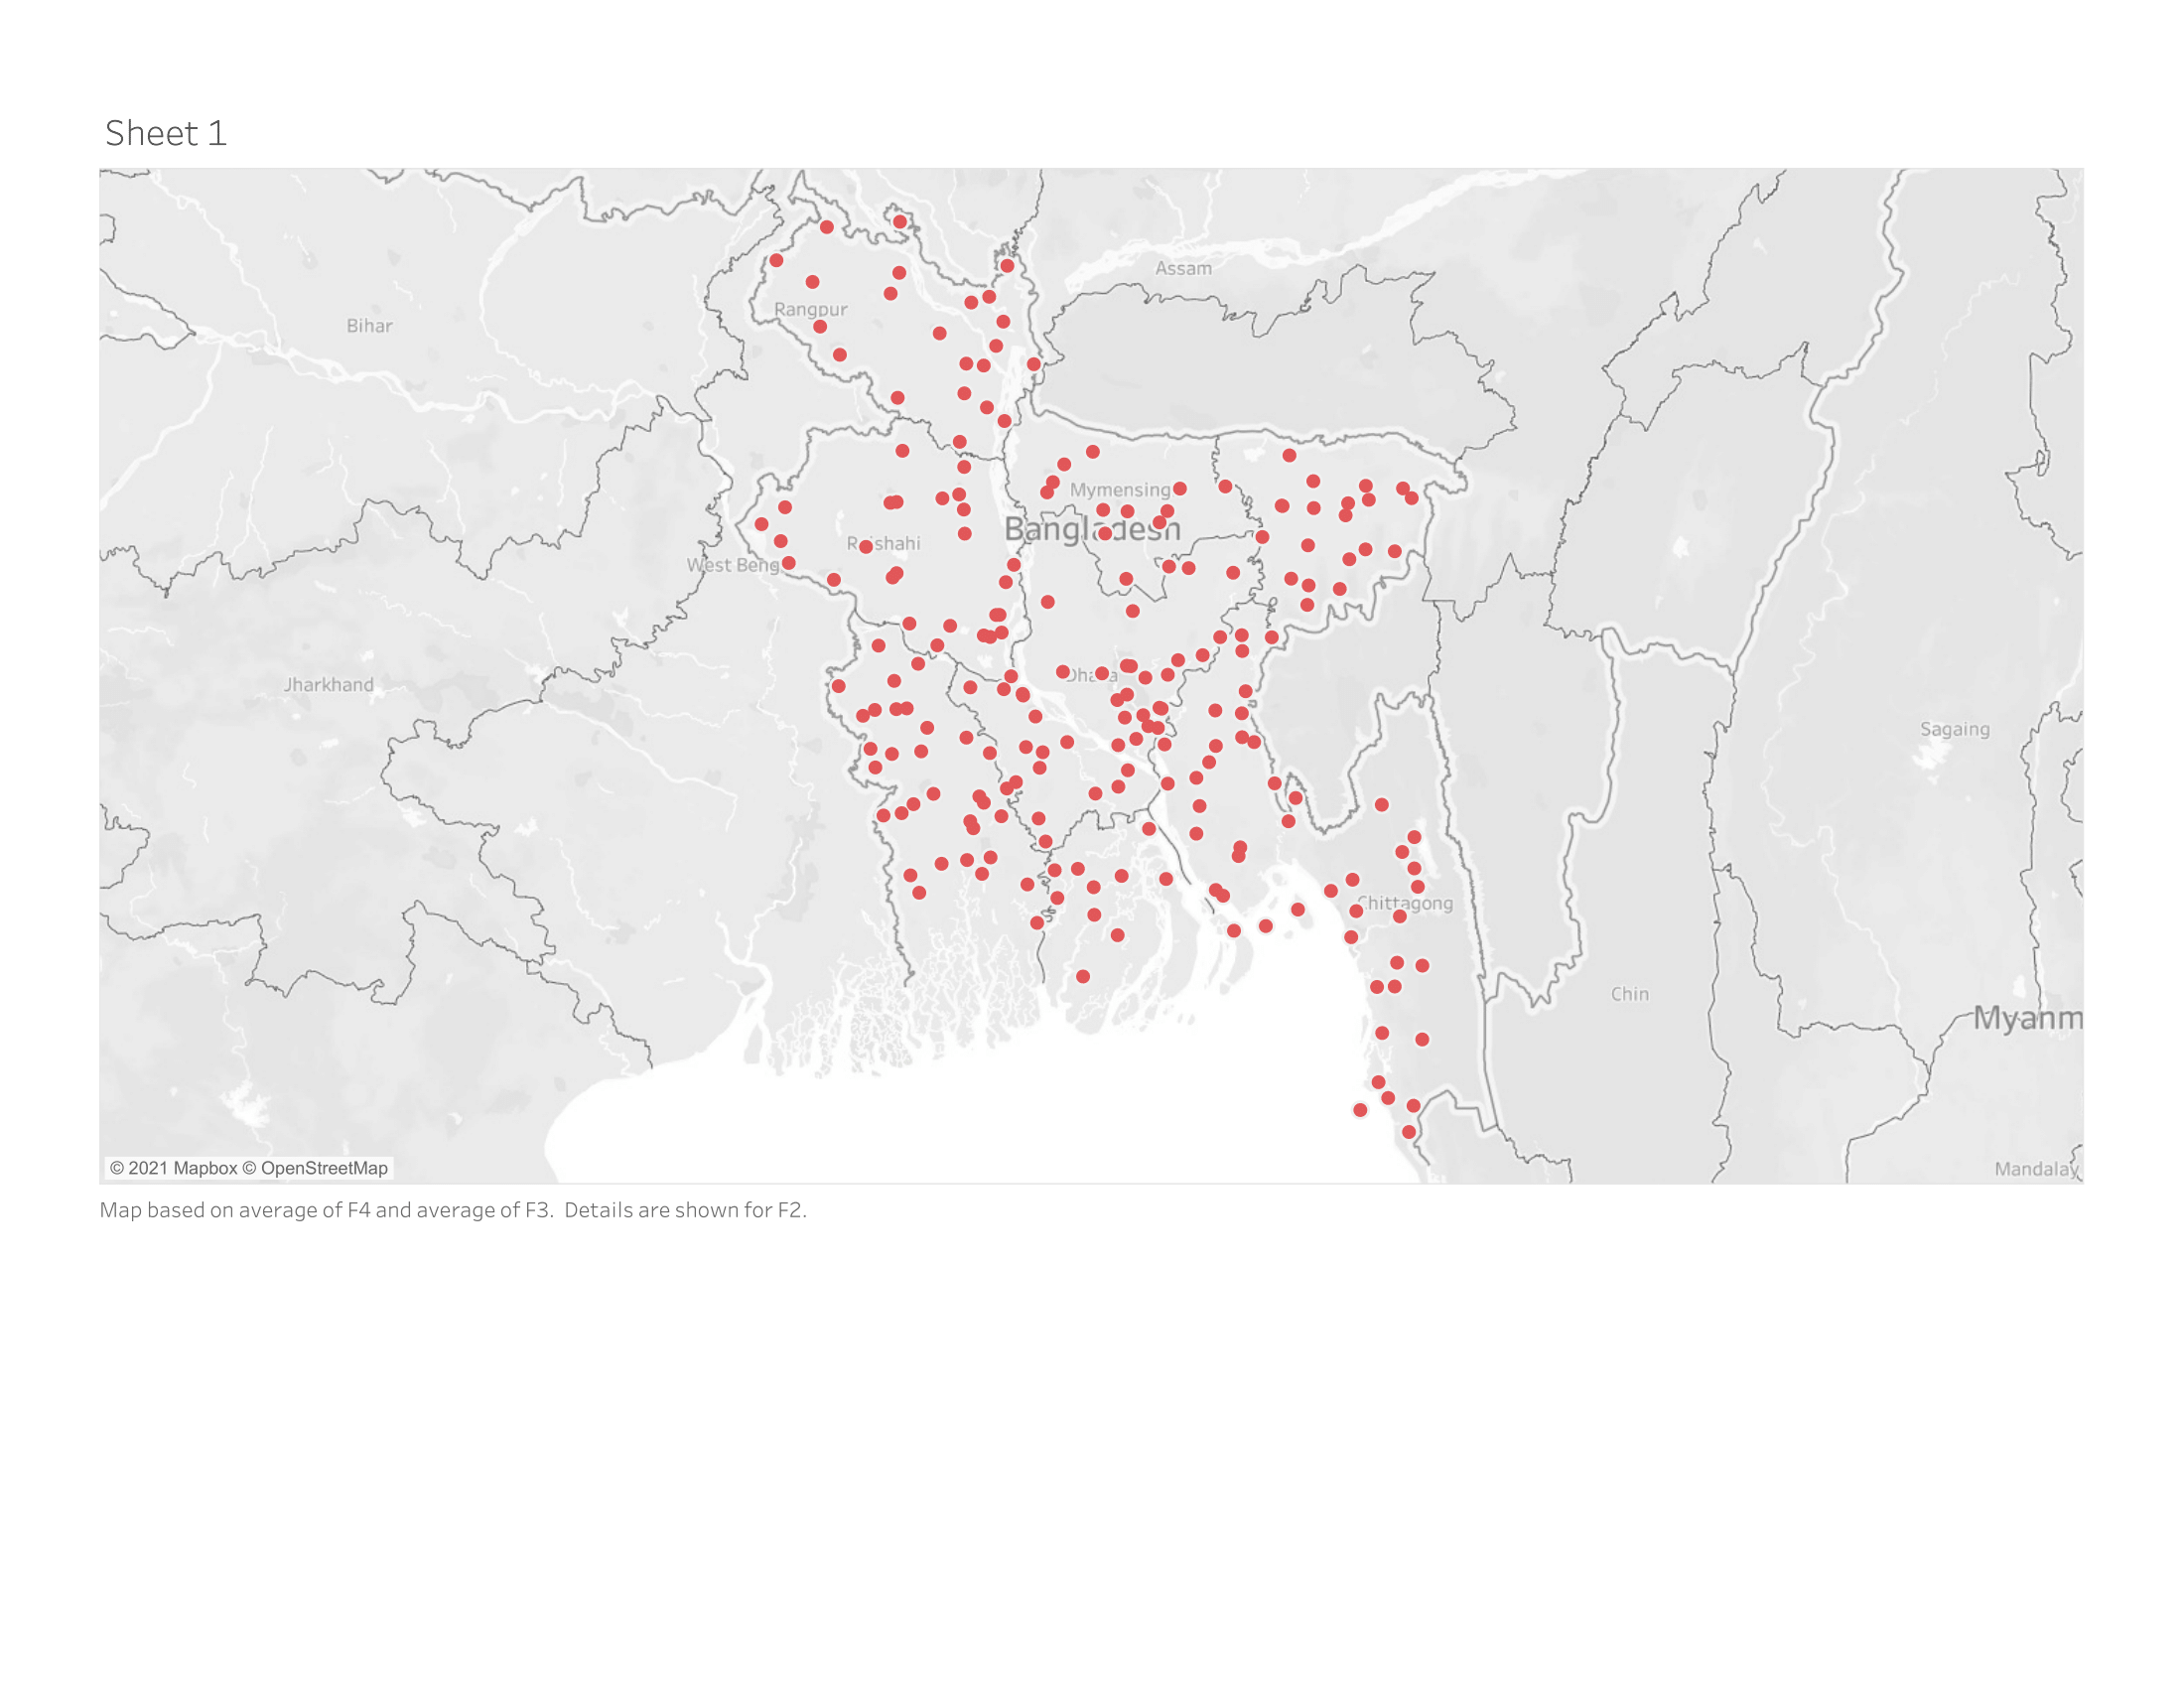 Sheet 1
Assam
Rangpur
Bihar
Mymensing
Bangladesh
Rajshahi
West Beng
Jharkhand
Dhaka
Sagaing
Chittagong
Chin
Myanm
Mandalay
© 2021 Mapbox © OpenStreetMap
Map based on average of F4 and average of F3. Details are shown for F2.